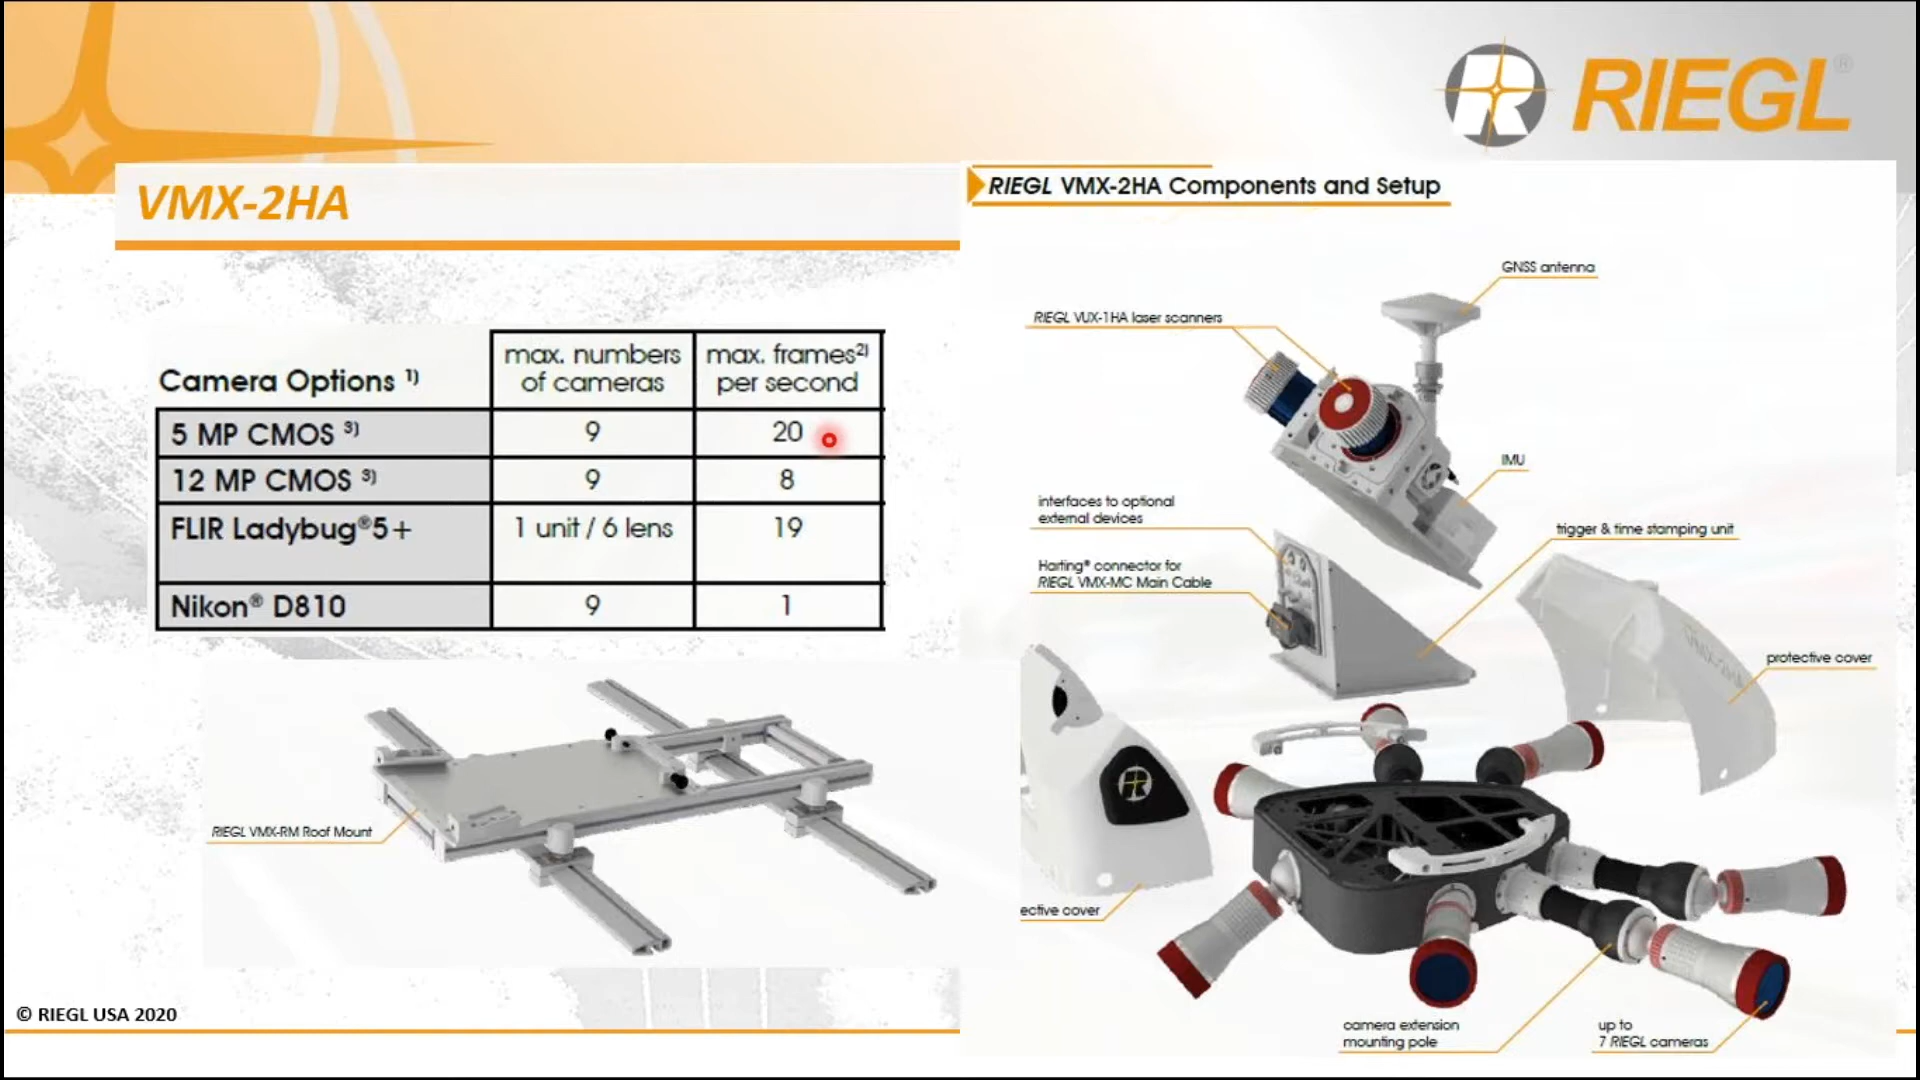 RIEGL®
VMX-2HA
RIEGL VMX-2HA Components and Setup
Camera Options 1)
max. numbers
of cameras
max. frames2)
per second
5 MP CMOS 3)
9
20
12 MP CMOS 3)
9
8
FLIR Ladybug®5+
1 unit / 6 lens
19
Nikon® D810
9
1
RIEGL VMX-RM Roof Mount
GNSS antenna
RIEGL VUX-1HA laser scanners
IMU
interfaces to optional
external devices
trigger & time stamping unit
Harting® connector for
RIEGL VMX-MC Main Cable
VMX-2HA
protective cover
R
ective cover
camera extension
mounting pole
up to
7 RIEGL cameras
© RIEGL USA 2020